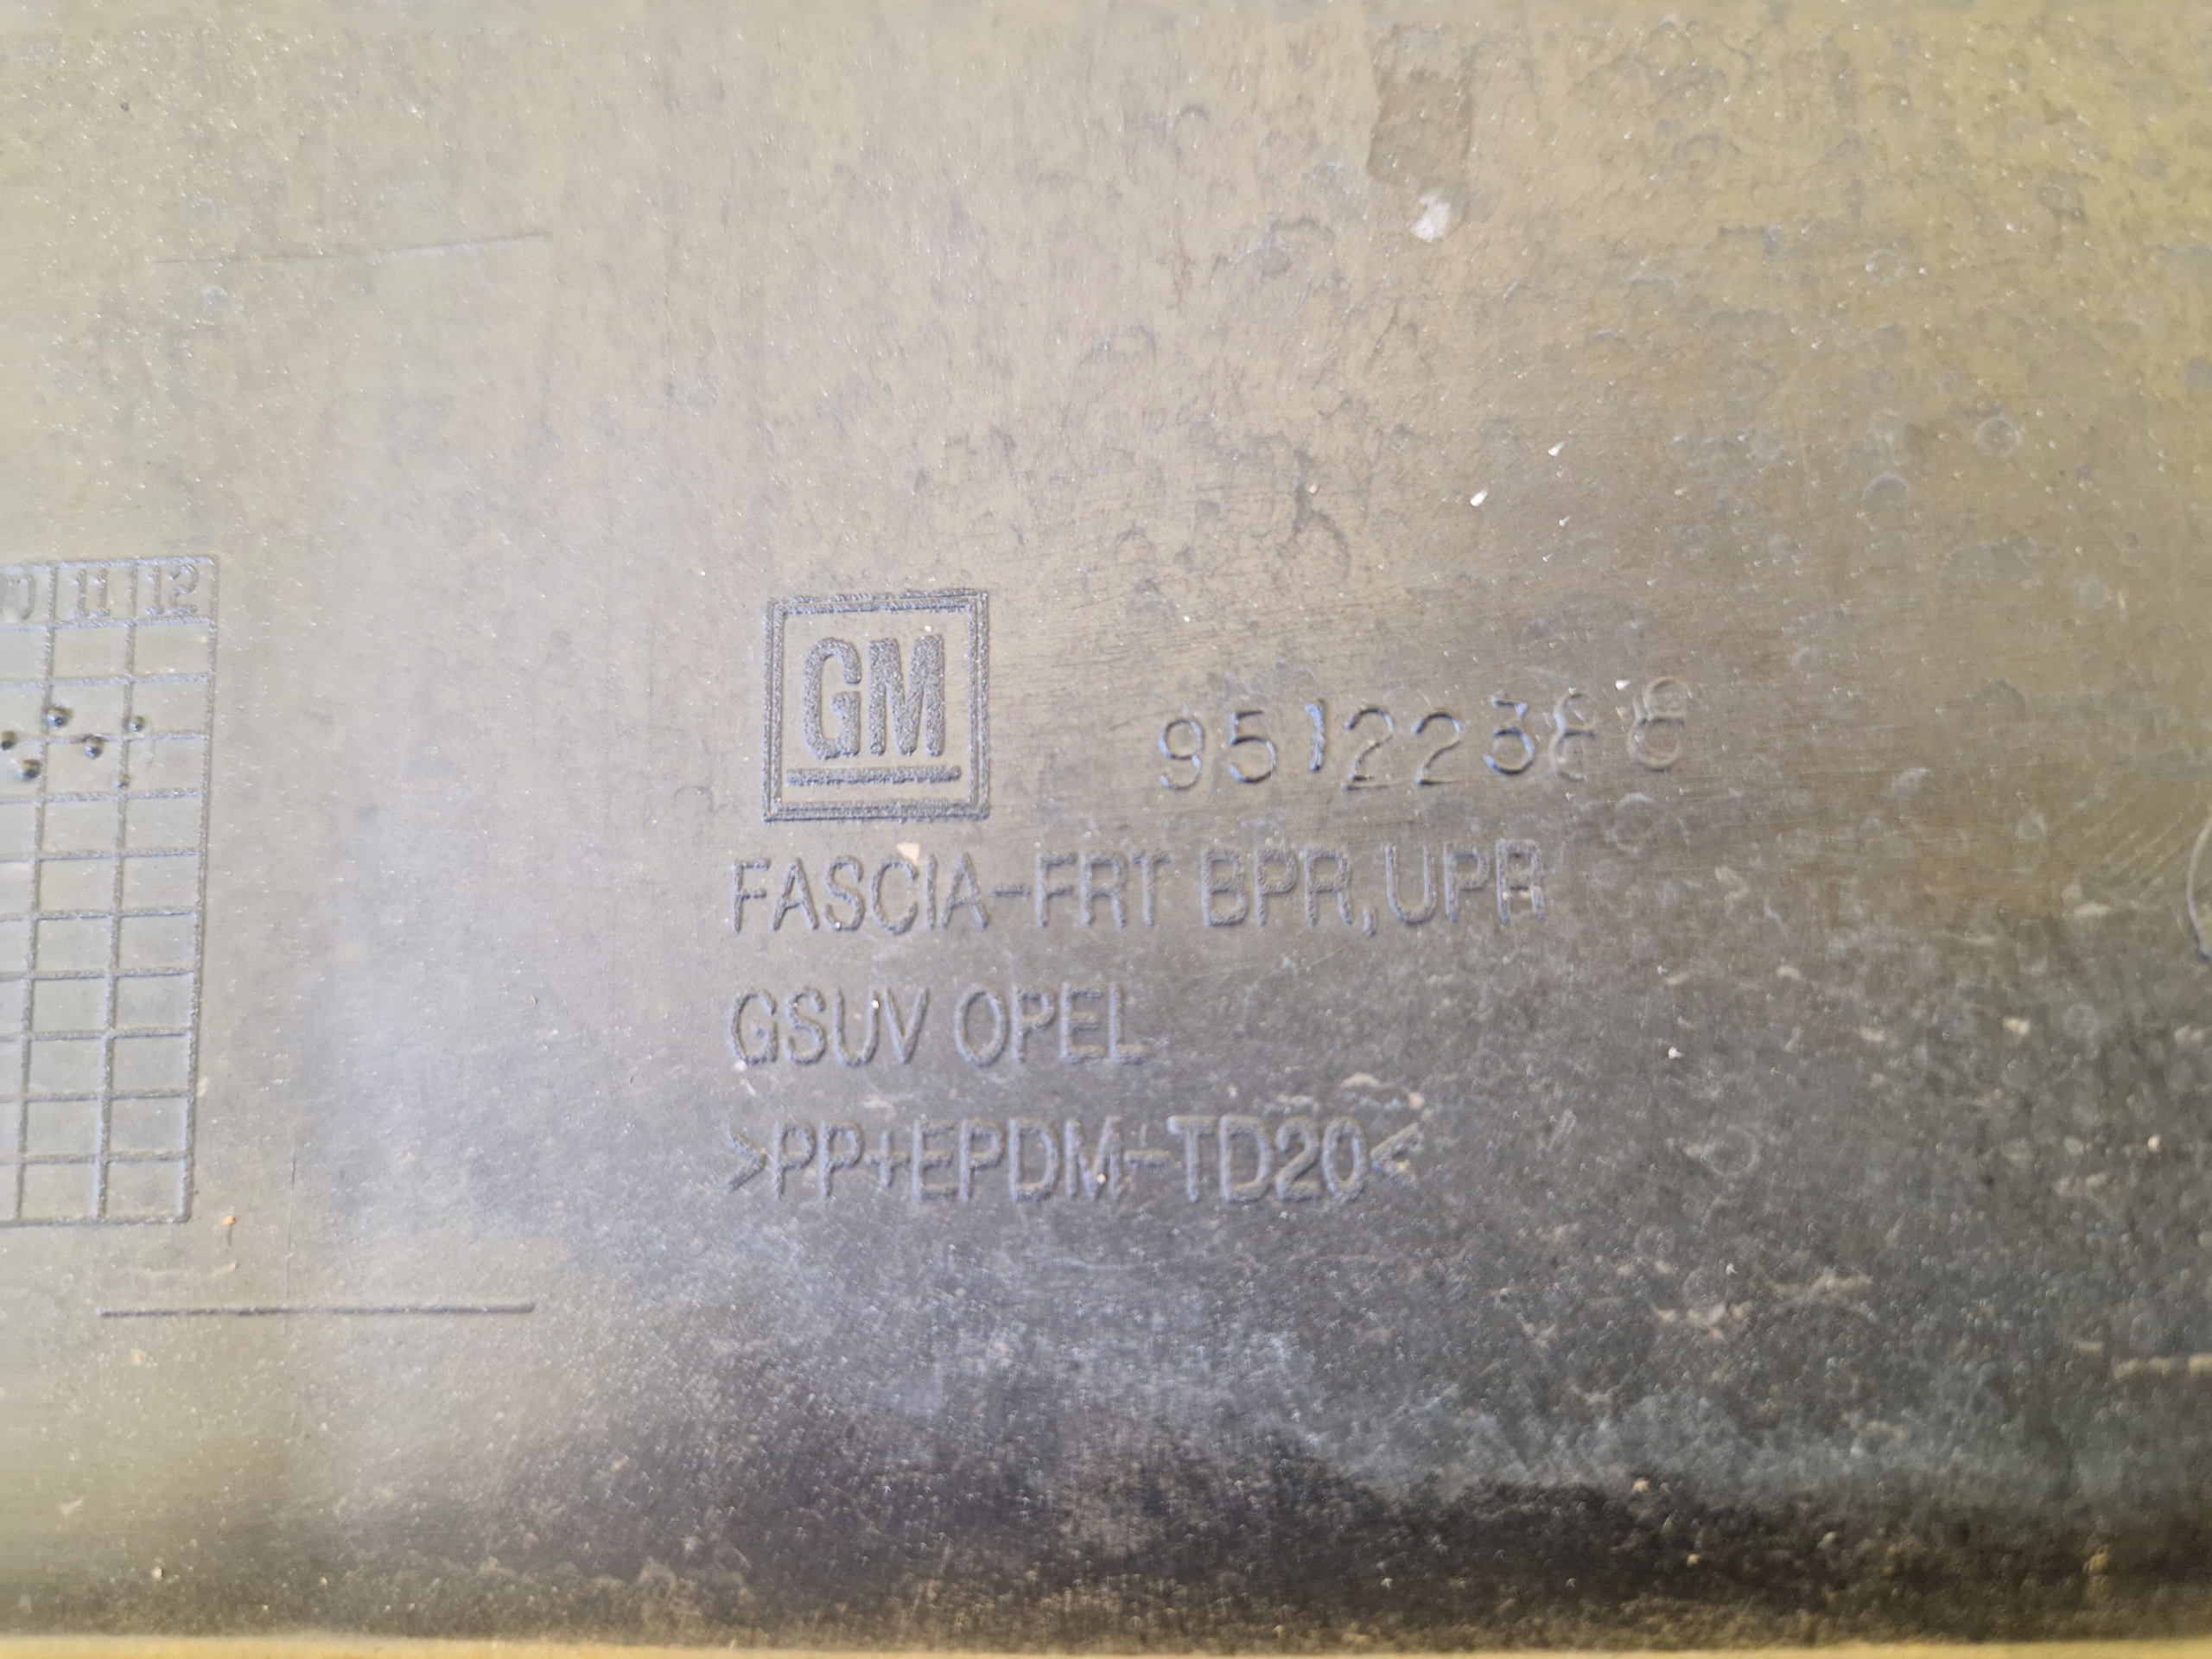 11 12
GM
95122388
FASCIA-FRT BPR,UPR
GSUV OPEL
>PP+EPDM-TD20<